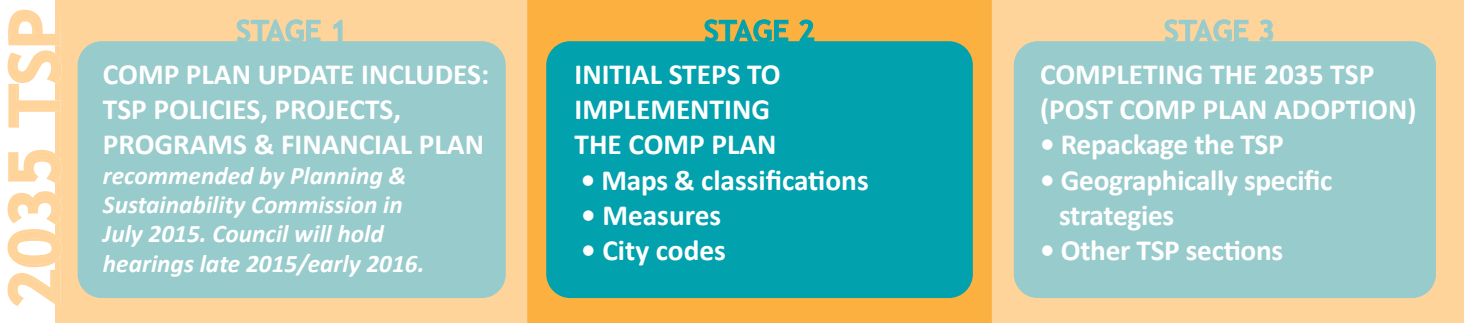 2035 TSP
STAGE 1
COMP PLAN UPDATE INCLUDES:
TSP POLICIES, PROJECTS,
PROGRAMS & FINANCIAL PLAN
recommended by Planning &
Sustainability Commission in
July 2015. Council will hold
hearings late 2015/early 2016.
STAGE 2
INITIAL STEPS TO
IMPLEMENTING
THE COMP PLAN
• Maps & classifications
• Measures
• City codes
STAGE 3
COMPLETING THE 2035 TSP
(POST COMP PLAN ADOPTION)
• Repackage the TSP
• Geographically specific
strategies
• Other TSP sections